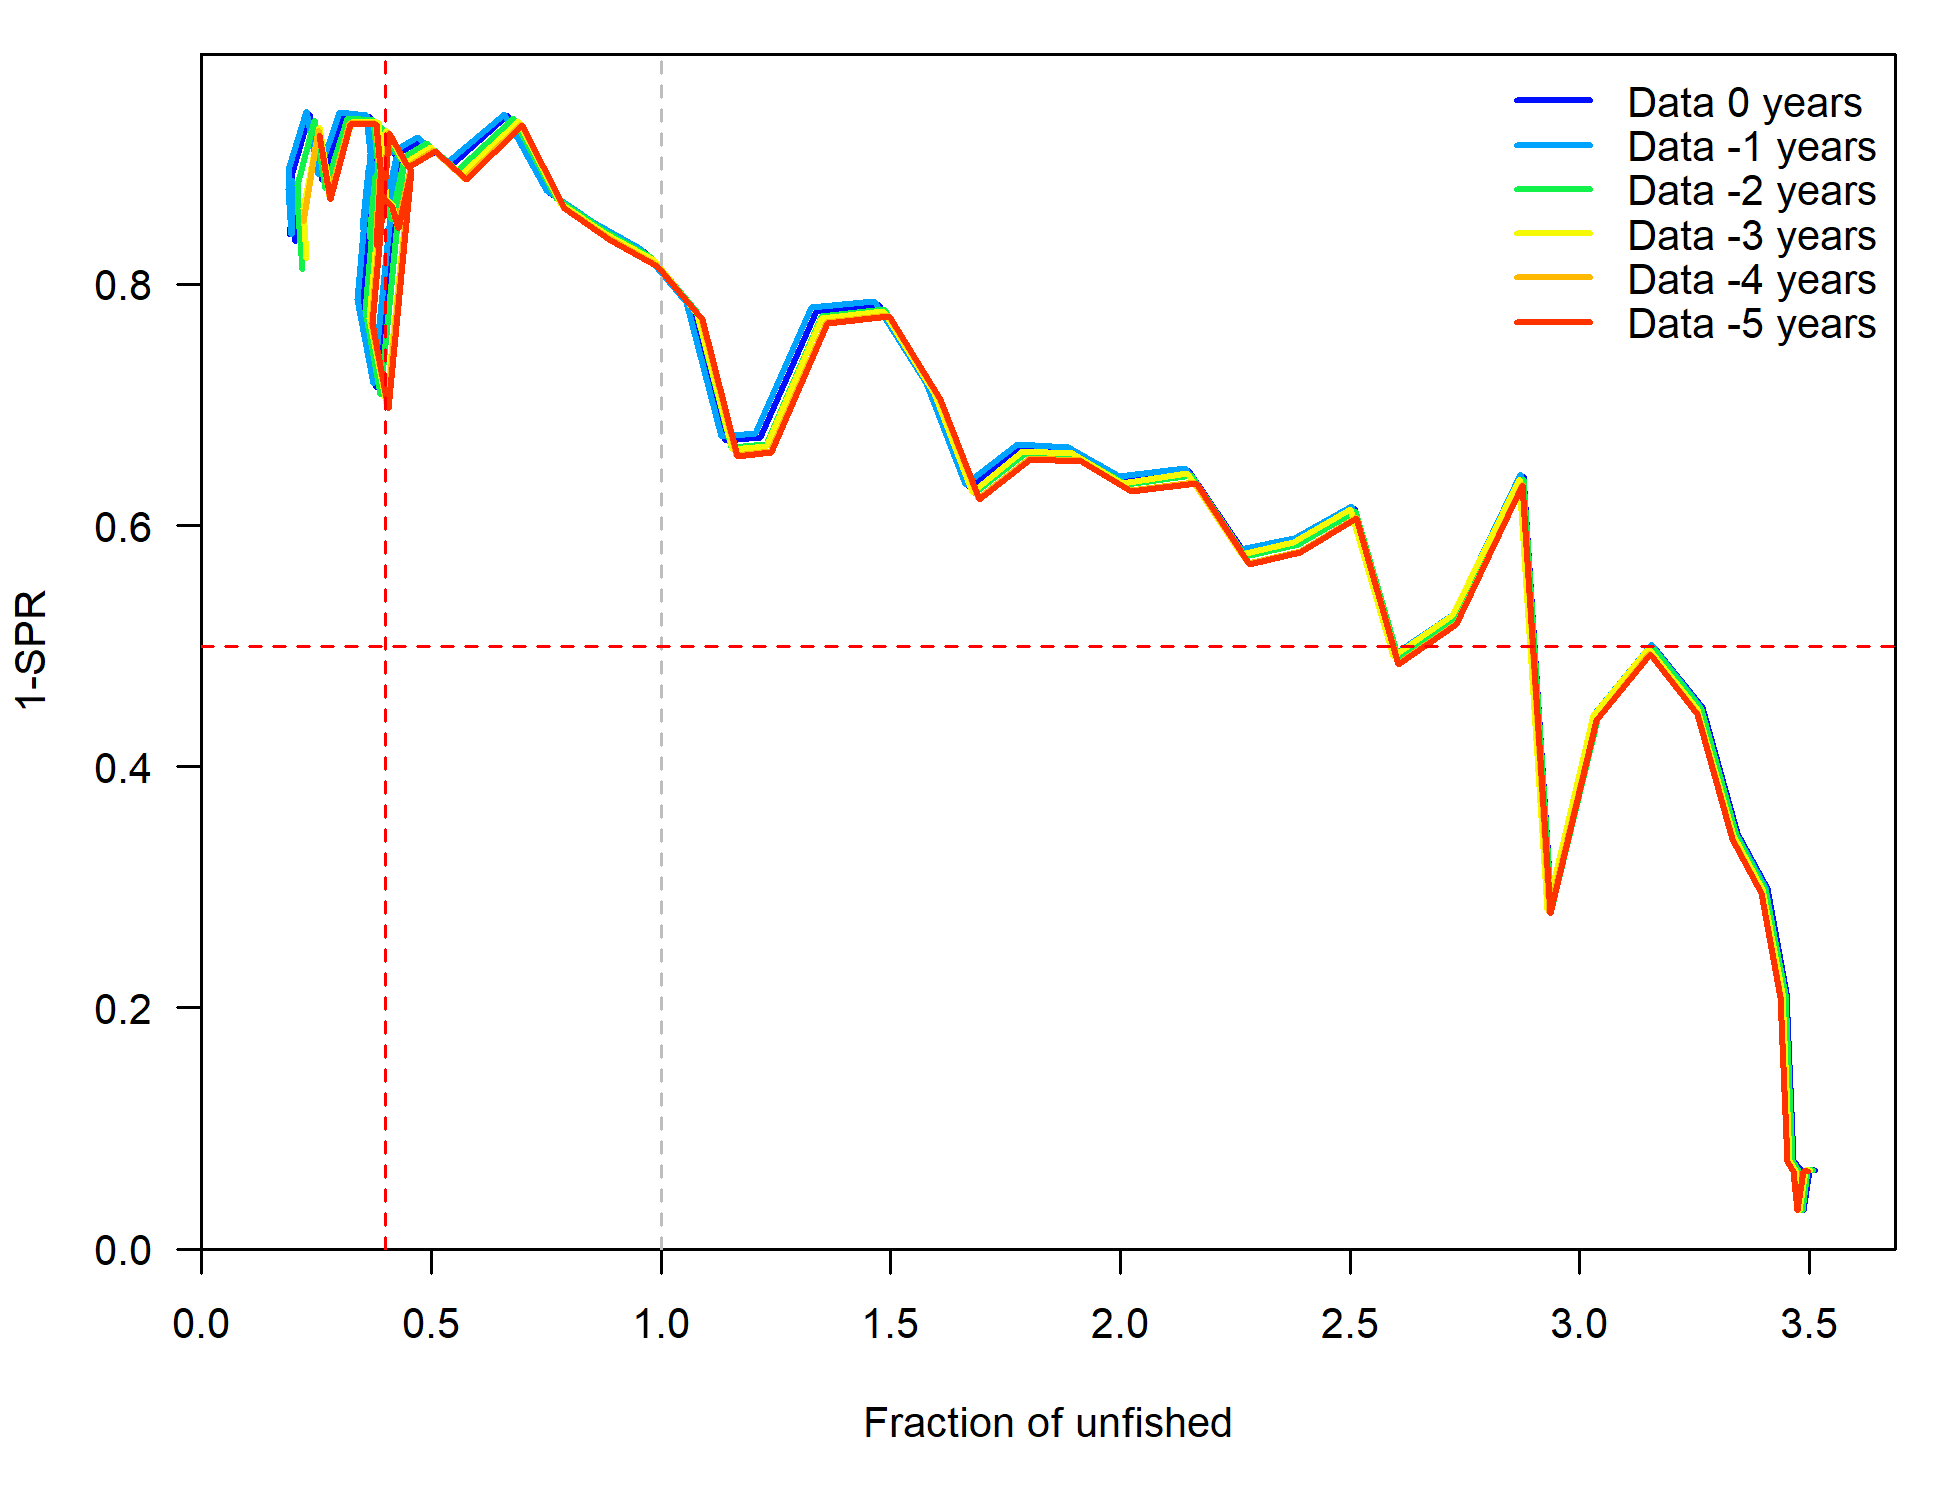 Data 0 years
Data -1 years
Data -2 years
Data -3 years
Data -4 years
Data -5 years
1-SPR
0.8
0.6
0.4
0.2
0.0
0.0 0.5 1.0 1.5 2.0 2.5 3.0 3.5
Fraction of unfished